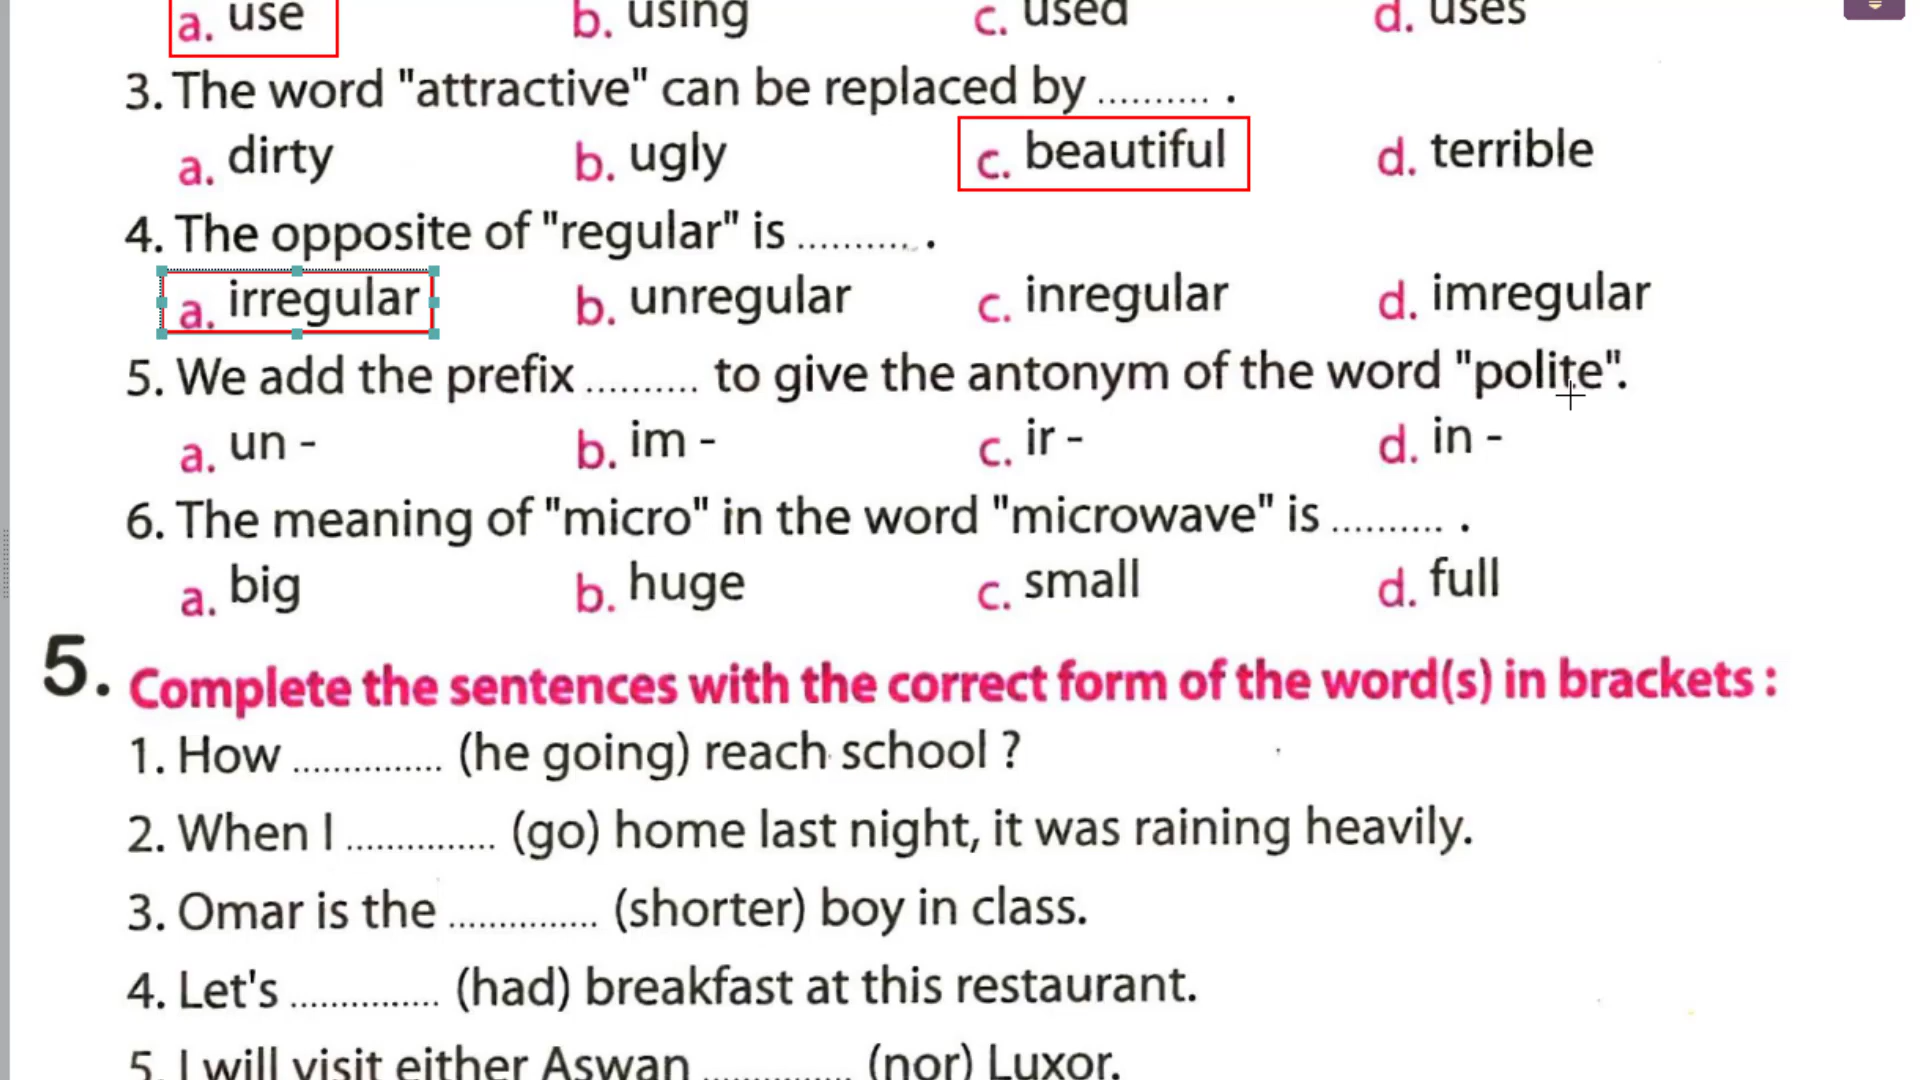 a. use b. using c. used d. uses
3. The word "attractive" can be replaced by .......... .
a. dirty b. ugly c. beautiful d. terrible
4. The opposite of "regular" is .......... .
a. irregular b. unregular c. inregular d. imregular
5. We add the prefix .......... to give the antonym of the word "polite".
a. un - b. im - c. ir - d. in -
6. The meaning of "micro" in the word "microwave" is .......... .
a. big b. huge c. small d. full
5. Complete the sentences with the correct form of the word(s) in brackets :
1. How ............... (he going) reach school ?
2. When I ............... (go) home last night, it was raining heavily.
3. Omar is the ............... (shorter) boy in class.
4. Let's ............... (had) breakfast at this restaurant.
5. I will visit either Aswan ............... (nor) Luxor.